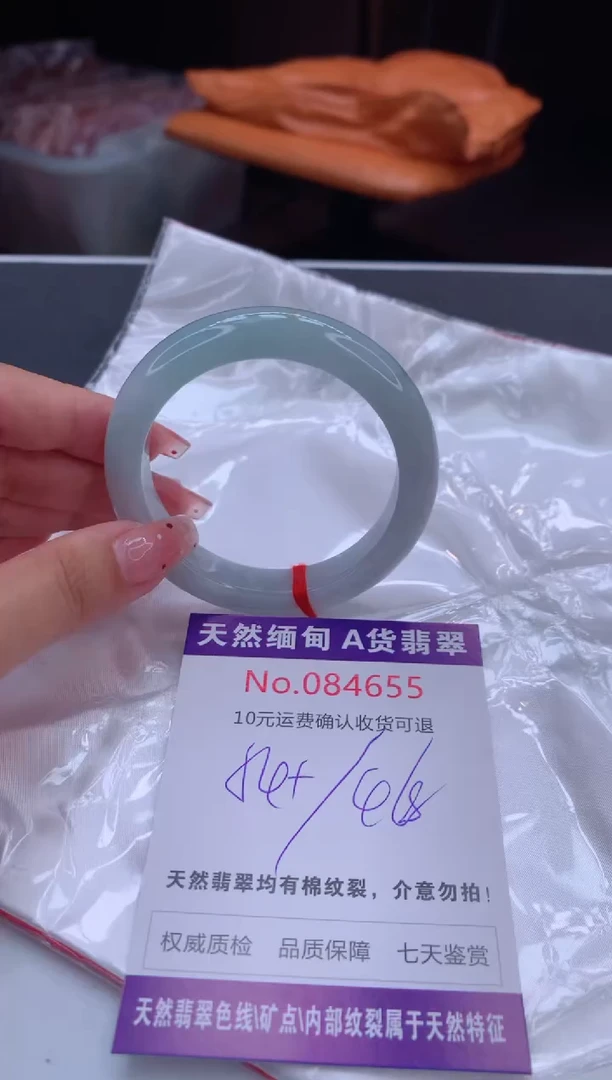 天然缅甸 A货翡翠
No.084655
10元运费确认收货可退
天然翡翠均有棉纹裂，介意勿拍！
权威质检 品质保障 七天鉴赏
天然翡翠色线\矿点\内部纹裂属于天然特征